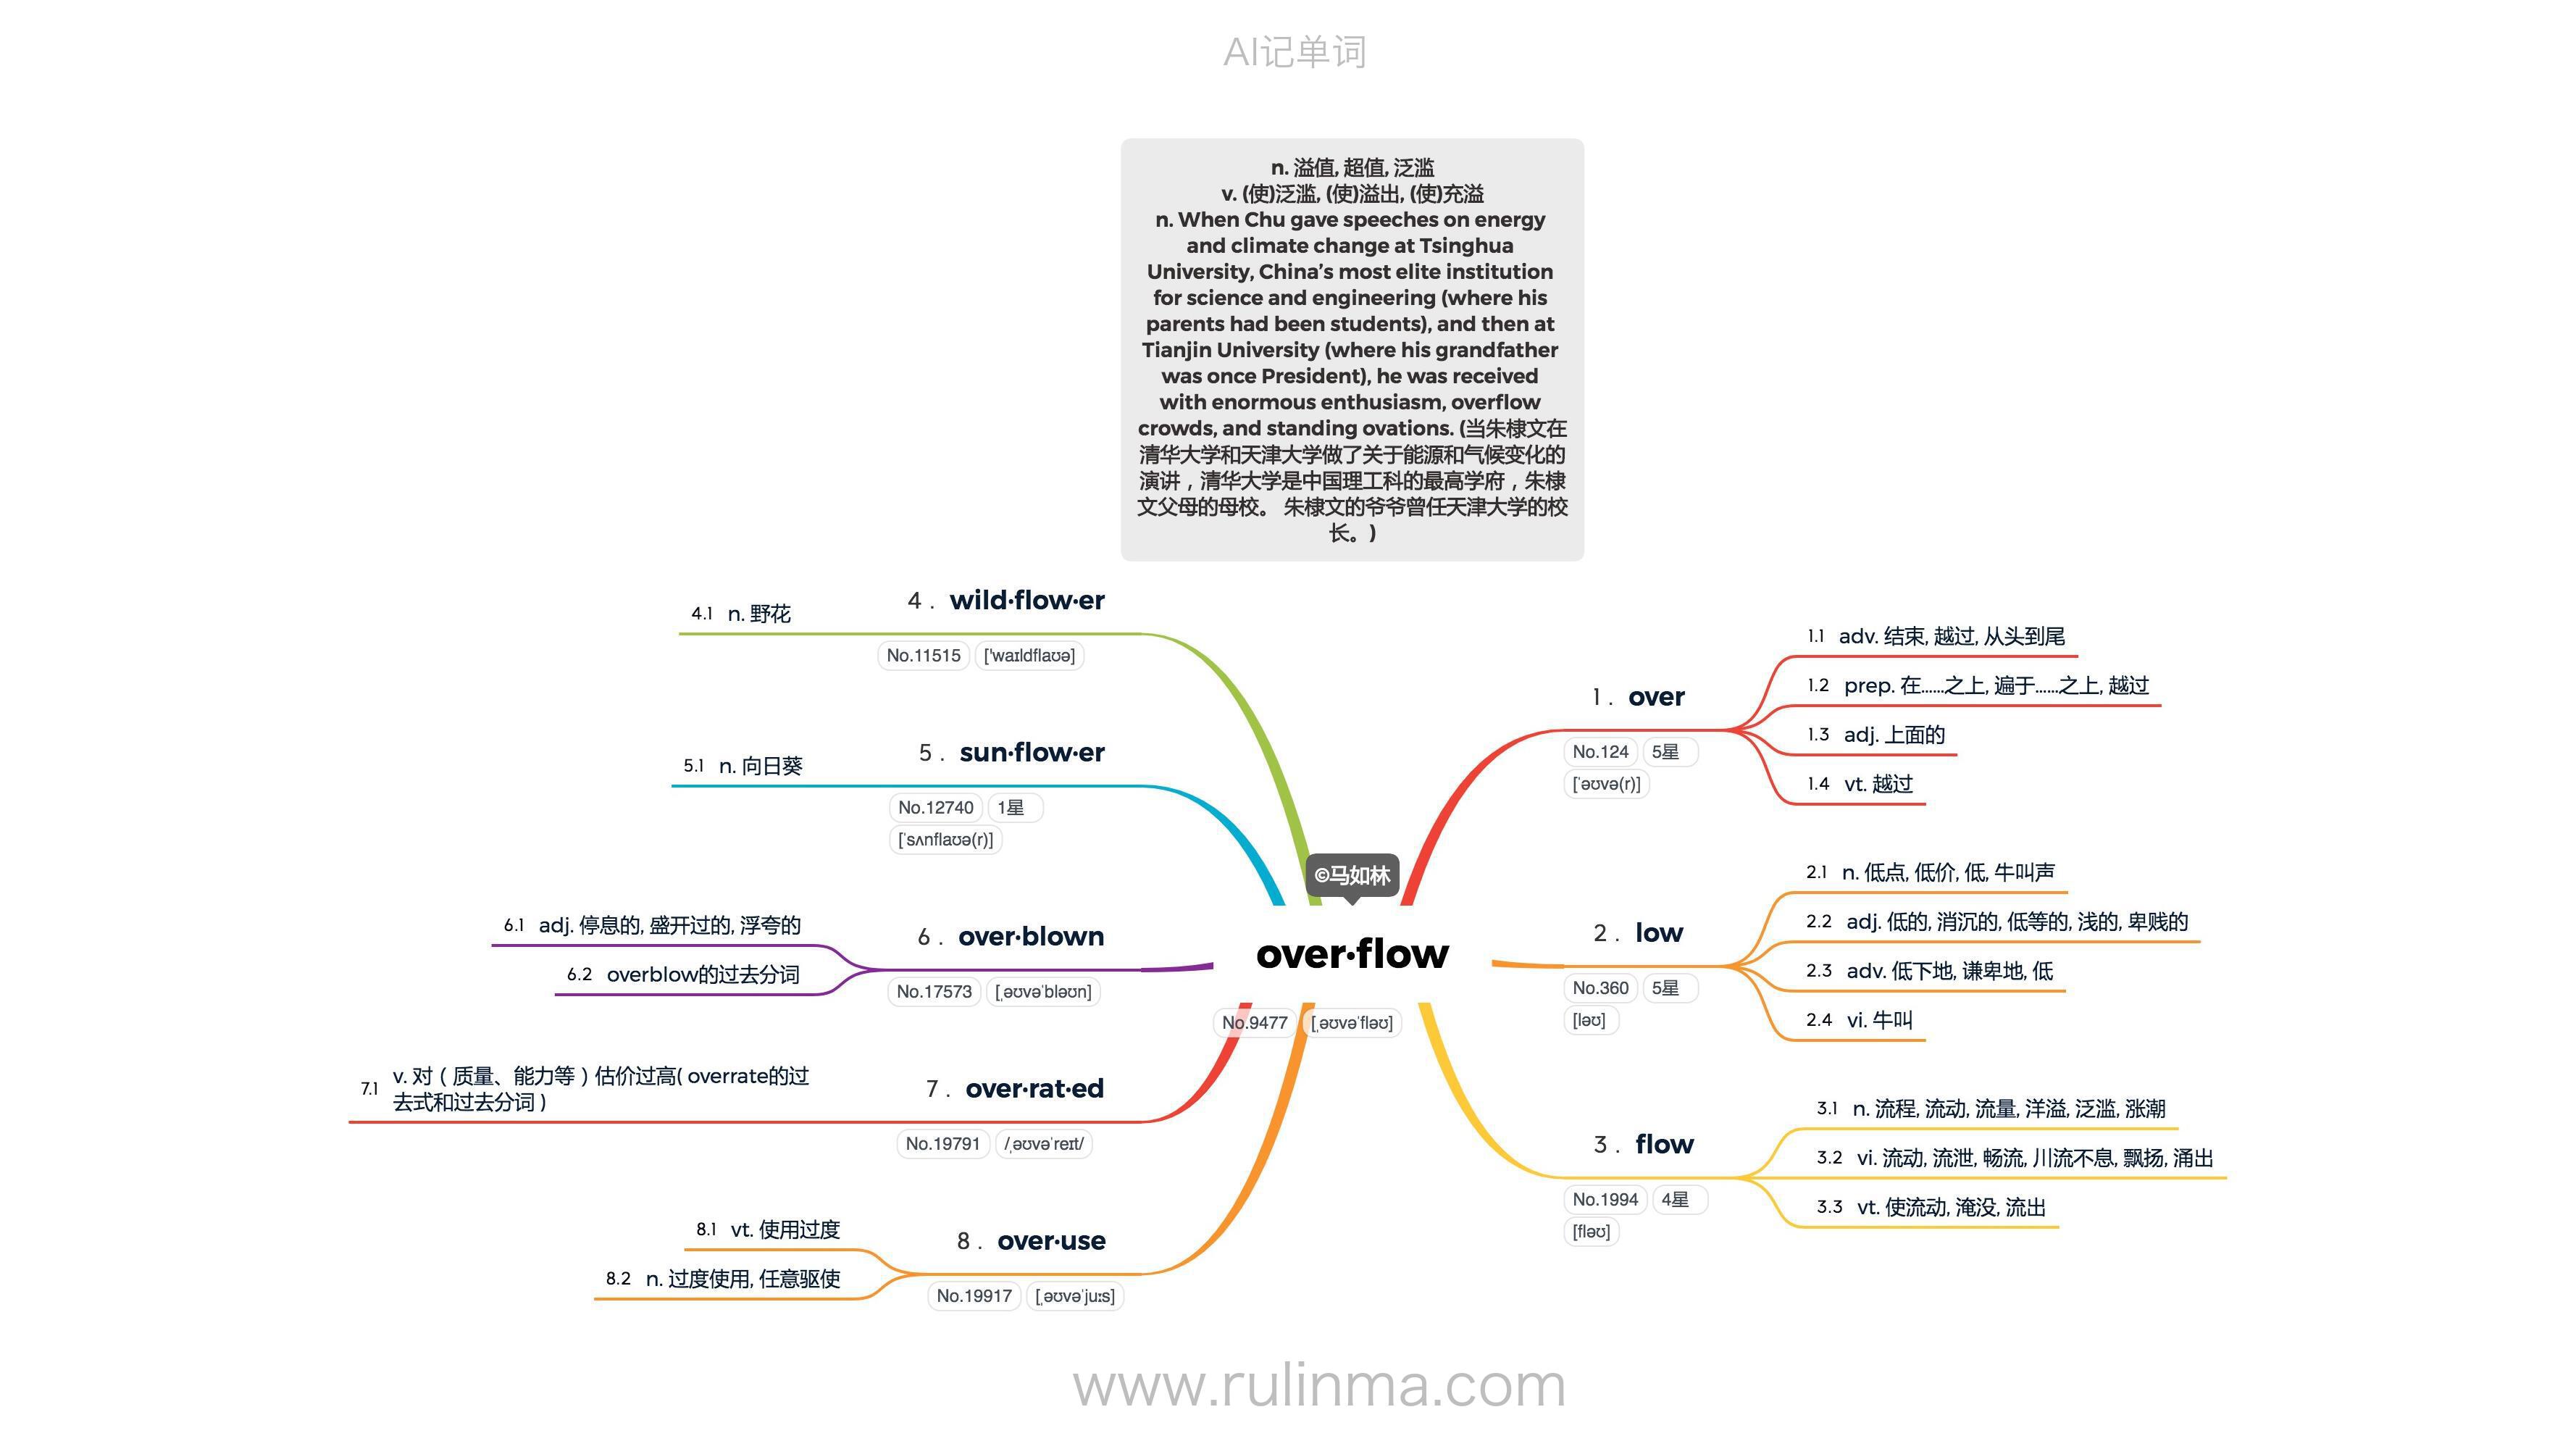 AI记单词
n. 溢值, 超值, 泛滥
v. (使)泛滥, (使)溢出, (使)充溢
n. When Chu gave speeches on energy
and climate change at Tsinghua
University, China’s most elite institution
for science and engineering (where his
parents had been students), and then at
Tianjin University (where his grandfather
was once President), he was received
with enormous enthusiasm, overflow
crowds, and standing ovations. (当朱棣文在
清华大学和天津大学做了关于能源和气候变化的
演讲，清华大学是中国理工科的最高学府，朱棣
文父母的母校。 朱棣文的爷爷曾任天津大学的校
长。)
©马如林
over·flow
No.9477 [ˌəʊvəˈfləʊ]
1. over
No.124 5星
[ˈəʊvə(r)]
1.1 adv. 结束, 越过, 从头到尾
1.2 prep. 在……之上, 遍于……之上, 越过
1.3 adj. 上面的
1.4 vt. 越过
2. low
No.360 5星
[ləʊ]
2.1 n. 低点, 低价, 低, 牛叫声
2.2 adj. 低的, 消沉的, 低等的, 浅的, 卑贱的
2.3 adv. 低下地, 谦卑地, 低
2.4 vi. 牛叫
3. flow
No.1994 4星
[fləʊ]
3.1 n. 流程, 流动, 流量, 洋溢, 泛滥, 涨潮
3.2 vi. 流动, 流泄, 畅流, 川流不息, 飘扬, 涌出
3.3 vt. 使流动, 淹没, 流出
4. wild·flow·er
No.11515 ['waɪldflaʊə]
4.1 n. 野花
5. sun·flow·er
No.12740 1星
[ˈsʌnflaʊə(r)]
5.1 n. 向日葵
6. over·blown
No.17573 [ˌəʊvəˈbləʊn]
6.1 adj. 停息的, 盛开过的, 浮夸的
6.2 overblow的过去分词
7. over·rat·ed
No.19791 /ˌəʊvəˈreɪt/
7.1 v. 对（质量、能力等）估价过高( overrate的过
去式和过去分词 )
8. over·use
No.19917 [ˌəʊvəˈjuːs]
8.1 vt. 使用过度
8.2 n. 过度使用, 任意驱使
www.rulinma.com